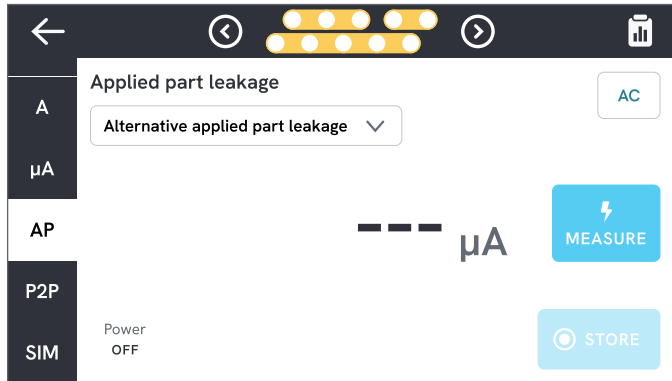 Applied part leakage
AC
Alternative applied part leakage
A
µA
AP
P2P
SIM
--- µA
MEASURE
Power
OFF
STORE